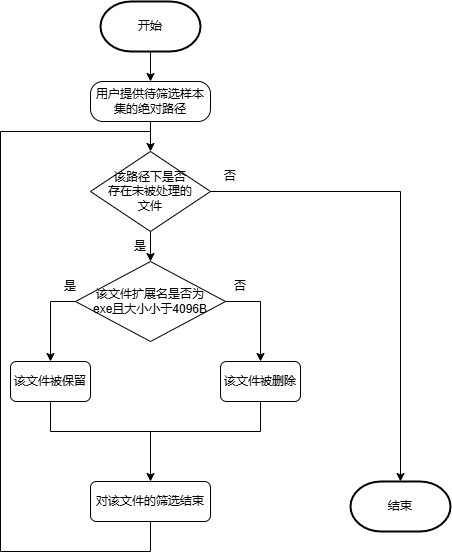 开始
用户提供待筛选样本
集的绝对路径
该路径下是否
存在未被处理的
文件
否
是
该文件扩展名是否为
exe且大小小于4096B
是
否
该文件被保留
该文件被删除
对该文件的筛选结束
结束